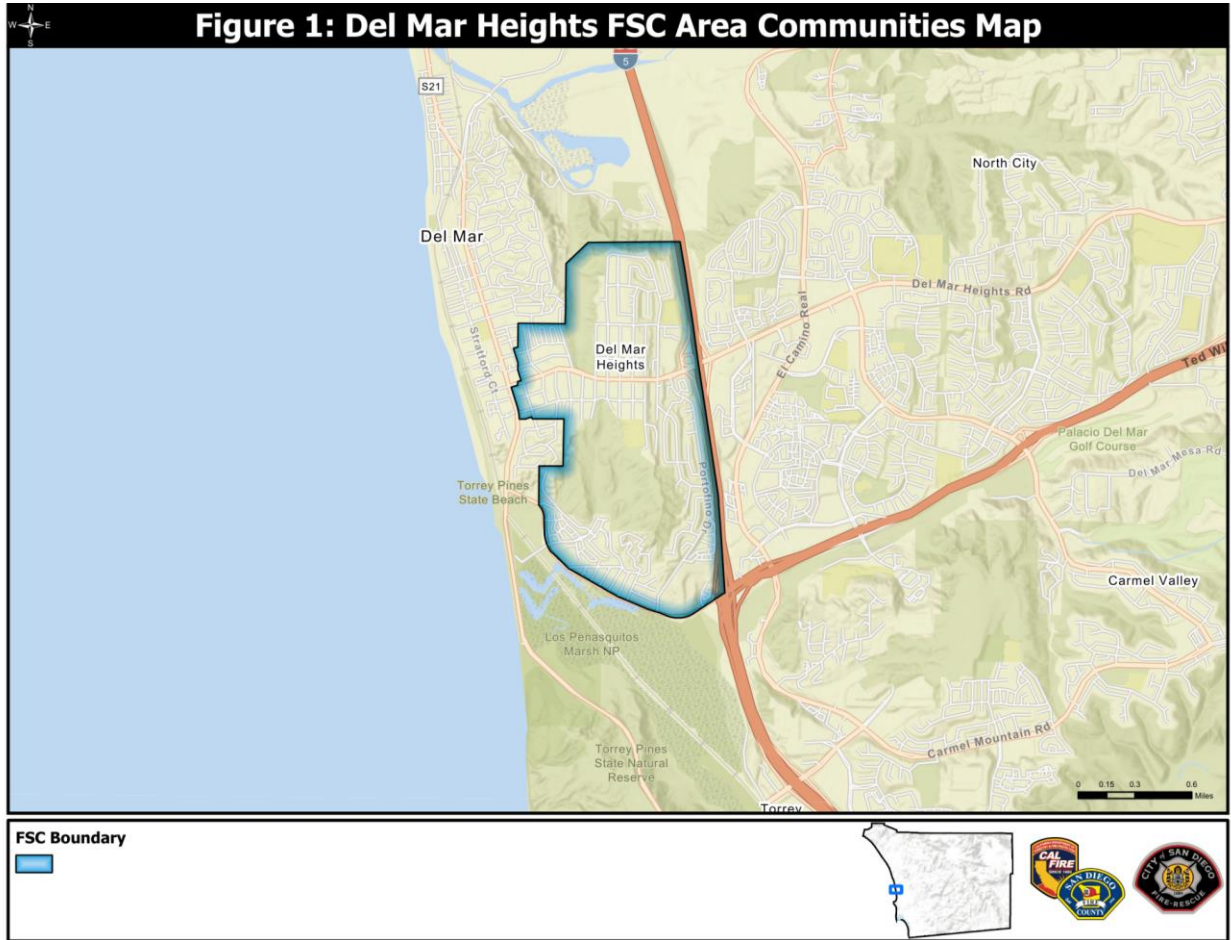 N
W E
S
Figure 1: Del Mar Heights FSC Area Communities Map
5
S21
North City
Del Mar
Del Mar Heights Rd
El Camino Real
Stratford Ct
Del Mar
Heights
Ted Wi
Palacio Del Mar
Golf Course
Del Mar Mesa Rd
Portofino Dr
Torrey Pines
State Beach
Carmel Valley
Los Penasquitos
Marsh NP
Carmel Mountain Rd
Torrey Pines
State Natural
Reserve
Torrey
0 0.15 0.3 0.6
Miles
FSC Boundary
CAL
FIRE
SINCE 1885
SAN DIEGO
FIRE
COUNTY
CITY of SAN DIEGO
FIRE-RESCUE